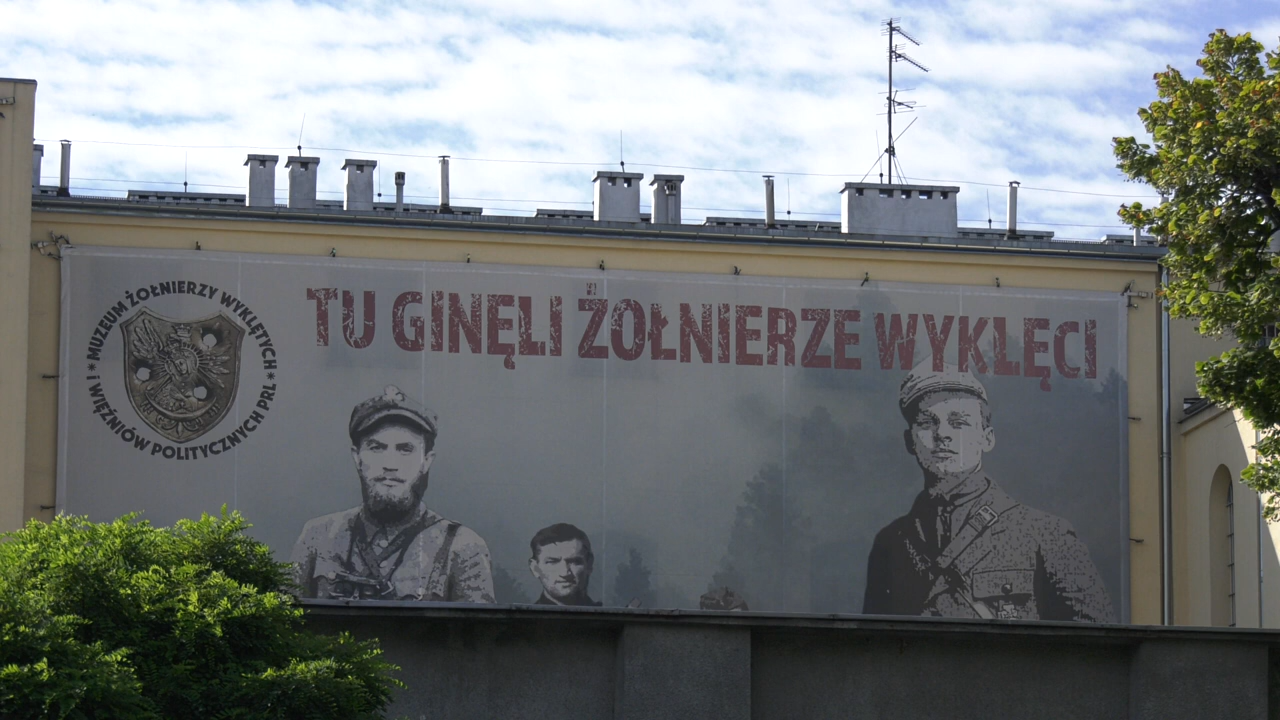 * MUZEUM ŻOŁNIERZY WYKLĘTYCH *
I WIĘŹNIÓW POLITYCZNYCH PRL
TU GINĘLI ŻOŁNIERZE WYKLĘCI